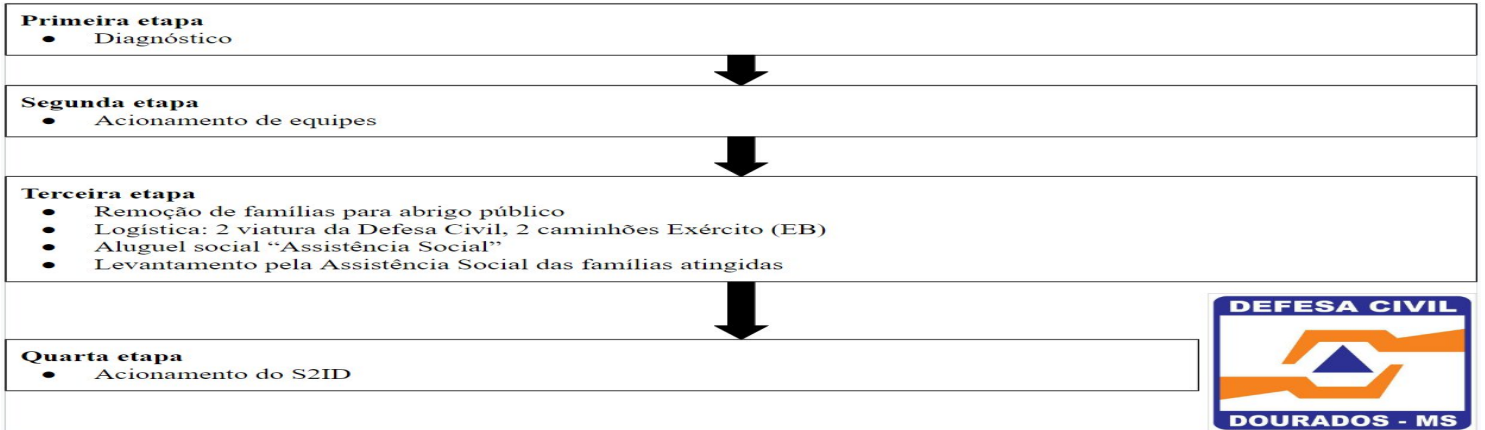 Primeira etapa
● Diagnóstico
Segunda etapa
● Acionamento de equipes
Terceira etapa
● Remoção de famílias para abrigo público
● Logística: 2 viatura da Defesa Civil, 2 caminhões Exército (EB)
● Aluguel social “Assistência Social”
● Levantamento pela Assistência Social das famílias atingidas
Quarta etapa
● Acionamento do S2ID
DEFESA CIVIL
DOURADOS - MS